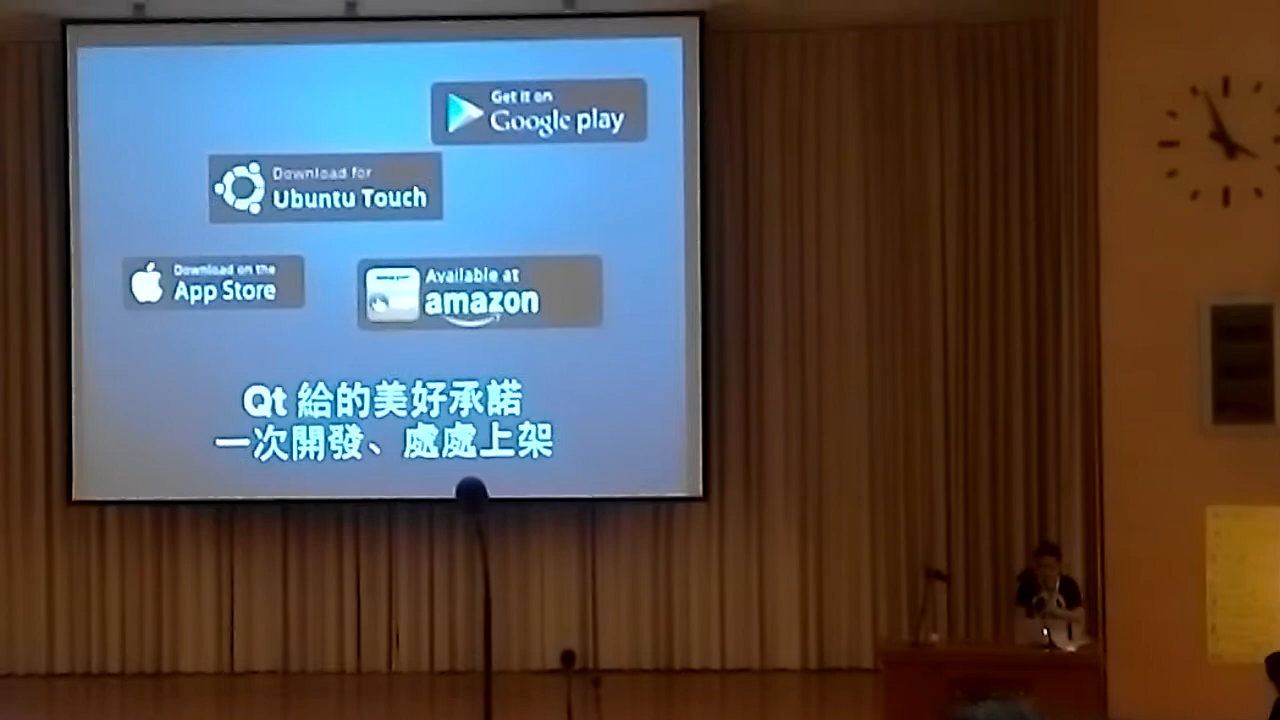 Get it on
Google play
Download for
Ubuntu Touch
Download on the
App Store
Available at
amazon
Qt 給的美好承諾
一次開發、處處上架